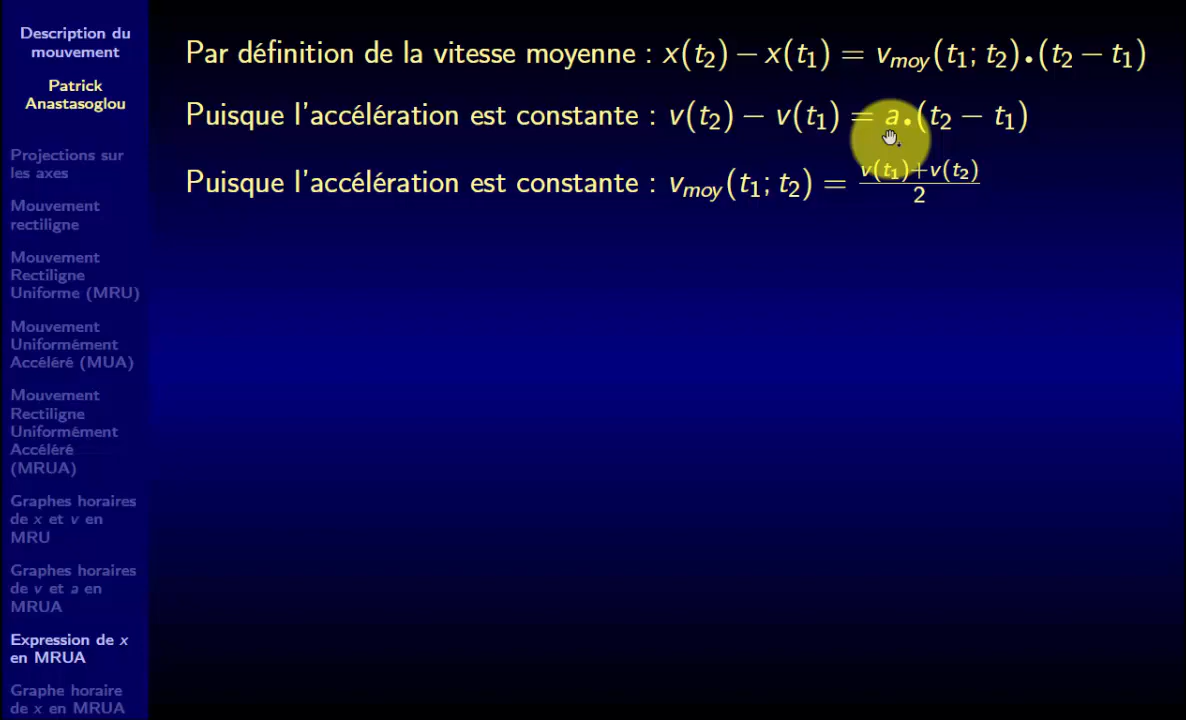 Description du
mouvement
Patrick
Anastasoglou
Projections sur
les axes
Mouvement
rectiligne
Mouvement
Rectiligne
Uniforme (MRU)
Mouvement
Uniformément
Accéléré (MUA)
Mouvement
Rectiligne
Uniformément
Accéléré
(MRUA)
Graphes horaires
de x et v en
MRU
Graphes horaires
de v et a en
MRUA
Expression de x
en MRUA
Graphe horaire
de x en MRUA
Par définition de la vitesse moyenne : x(t₂) − x(t₁) = vₘₒᵧ(t₁; t₂)•(t₂ − t₁)
Puisque l'accélération est constante : v(t₂) − v(t₁) = a•(t₂ − t₁)
Puisque l'accélération est constante : vₘₒᵧ(t₁; t₂) = v(t₁)+v(t₂)
2